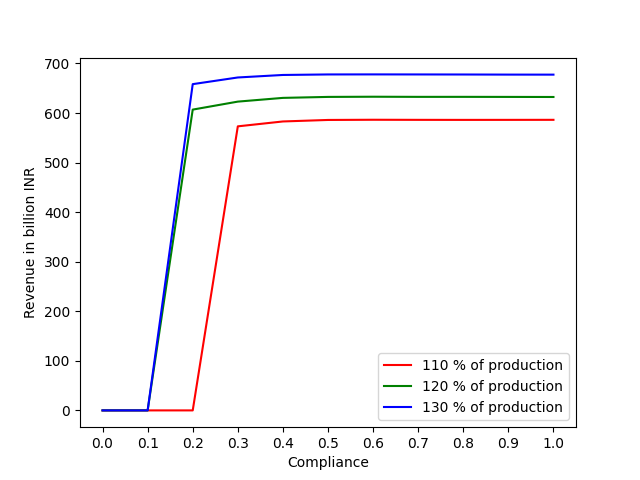 700
600
500
400
300
200
100
0
Revenue in billion INR
110 % of production
120 % of production
130 % of production
0.0 0.1 0.2 0.3 0.4 0.5 0.6 0.7 0.8 0.9 1.0
Compliance